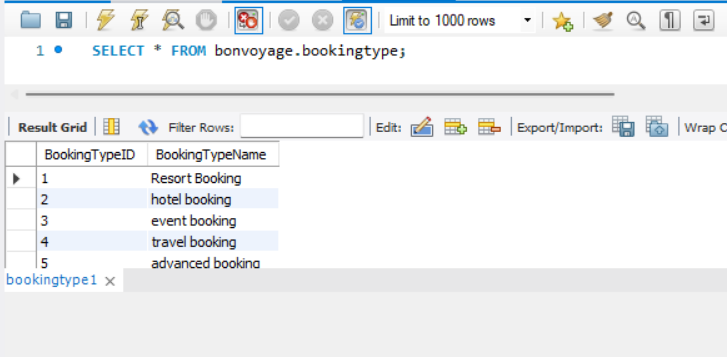 Limit to 1000 rows
1 SELECT * FROM bonvoyage.bookingtype;
Result Grid Filter Rows: Edit: Export/Import: Wrap C
BookingTypeID BookingTypeName
1 Resort Booking
2 hotel booking
3 event booking
4 travel booking
5 advanced booking
bookingtype1